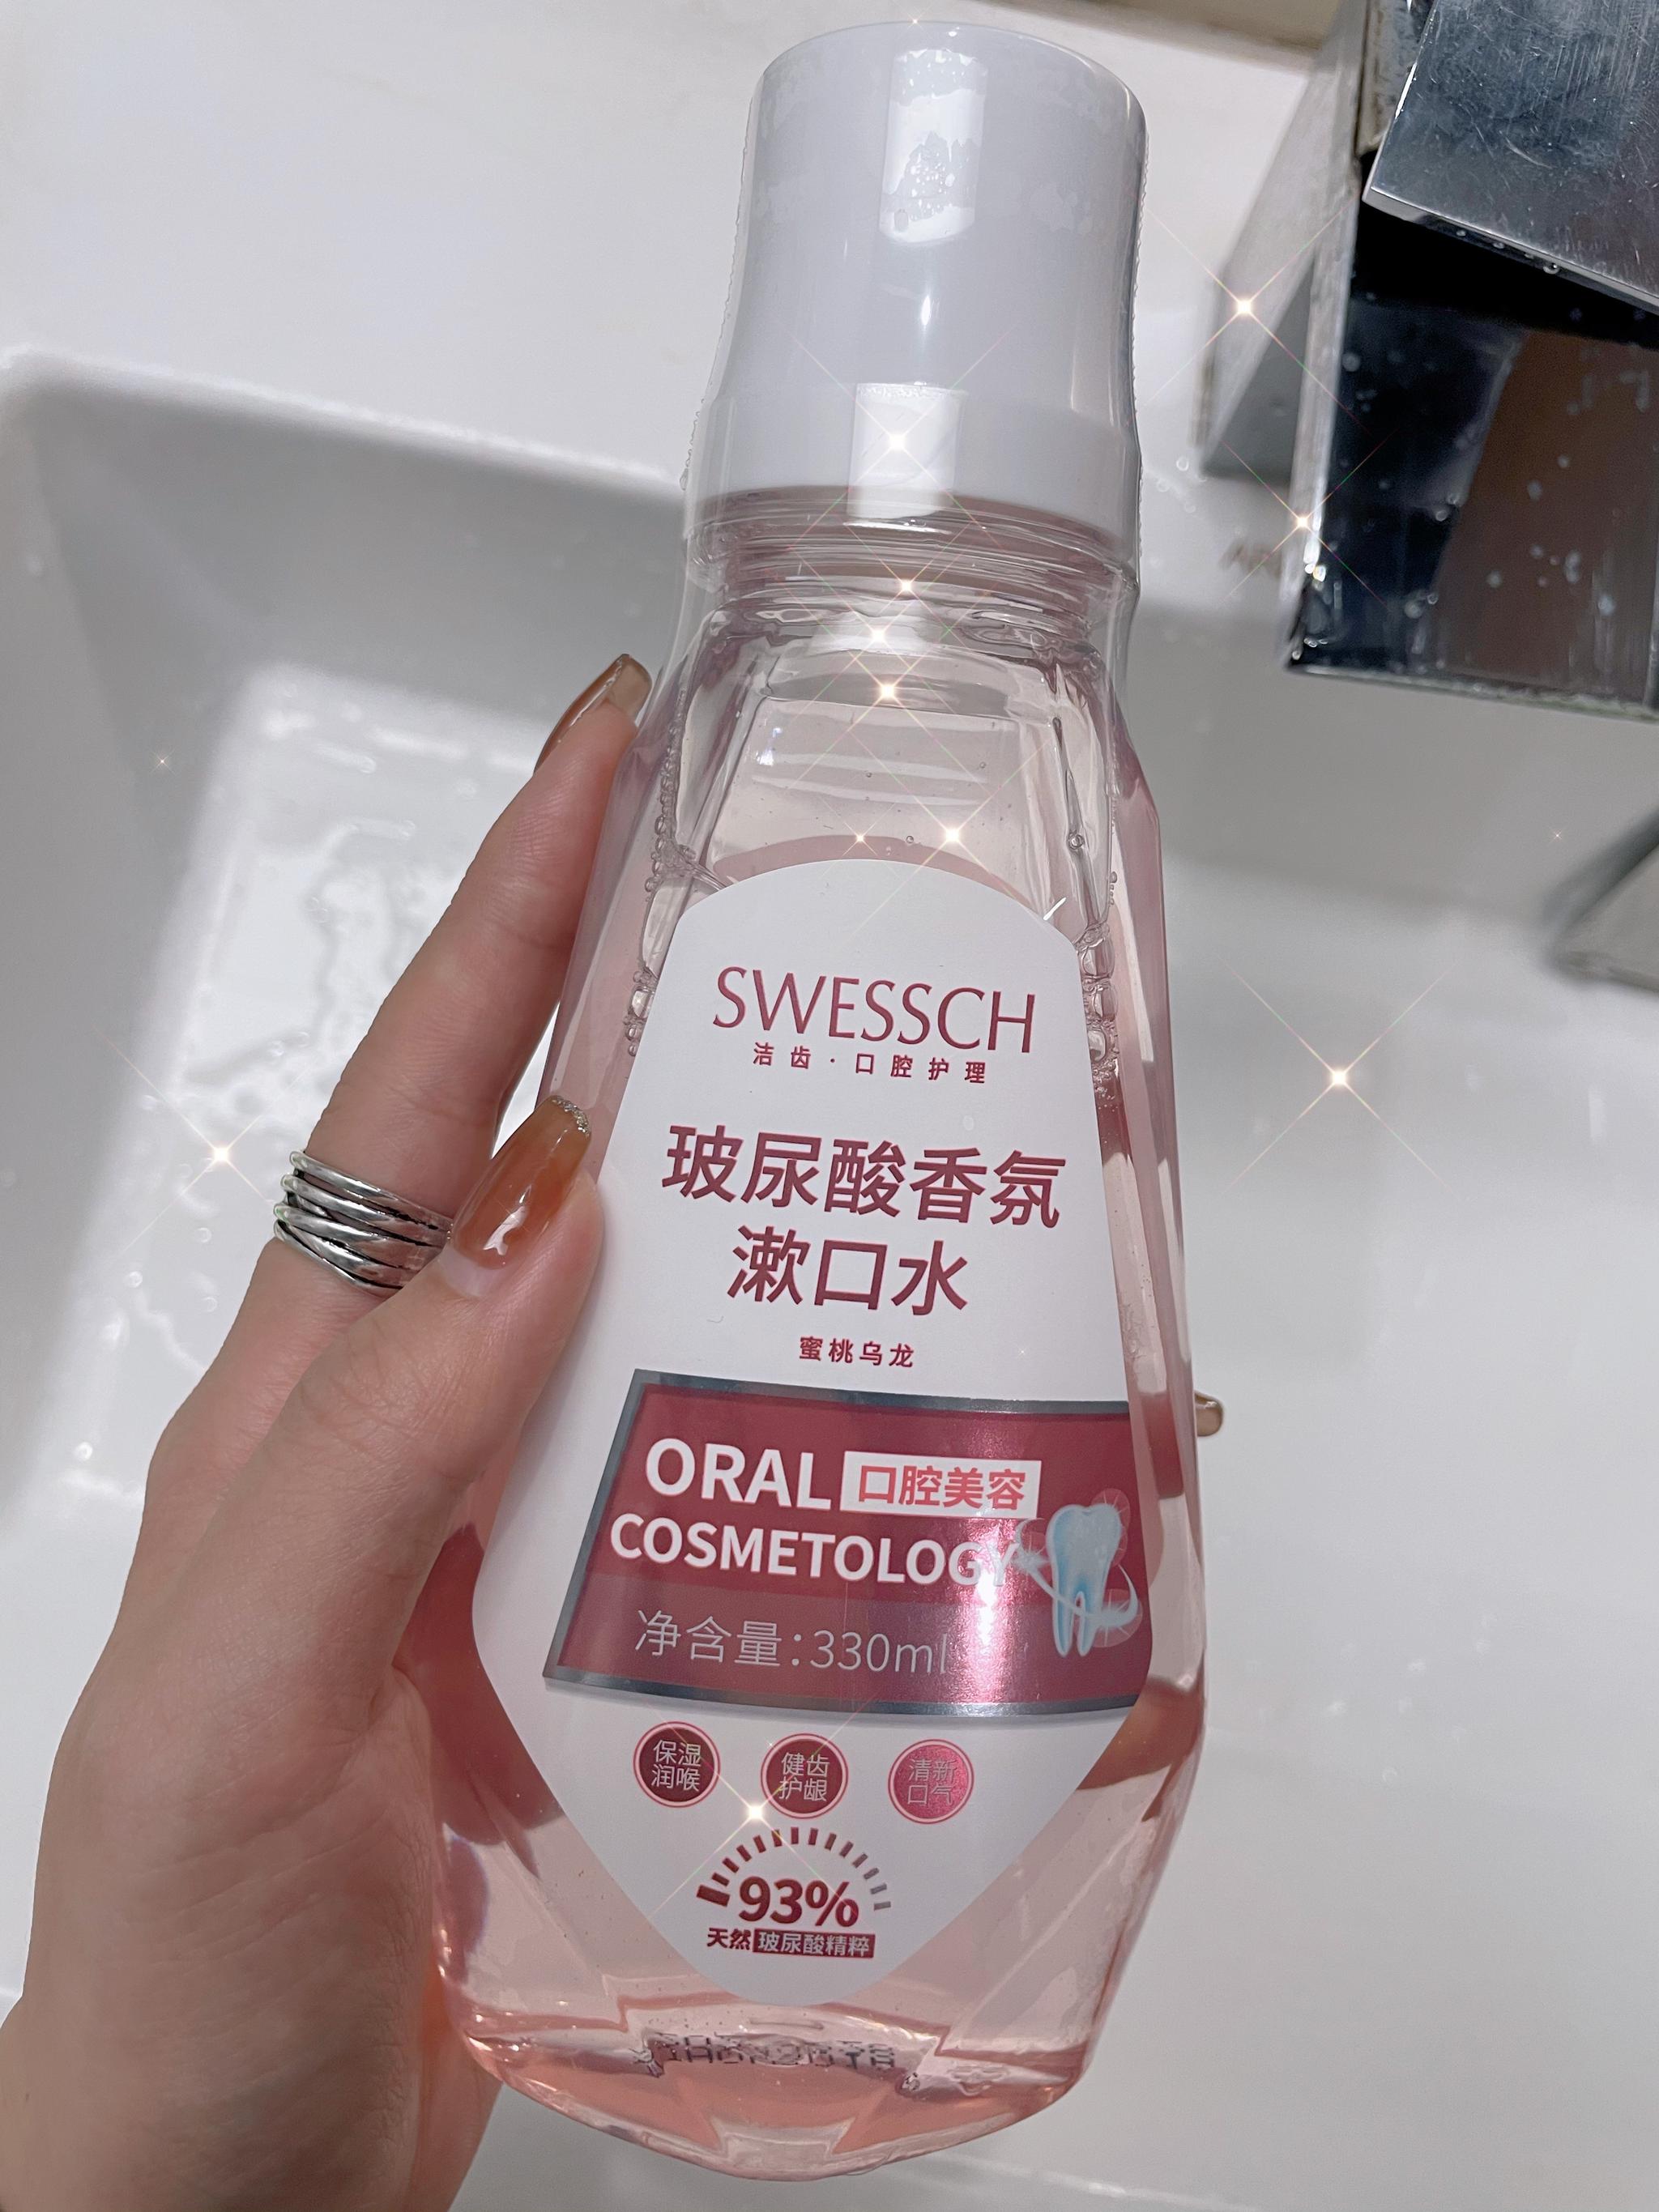 SWESSCH
洁齿·口腔护理
玻尿酸香氛
漱口水
蜜桃乌龙
ORAL 口腔美容
COSMETOLOGY
净含量:330ml
保湿
润喉
健齿
护龈
清新
口气
93%
天然 玻尿酸精粹